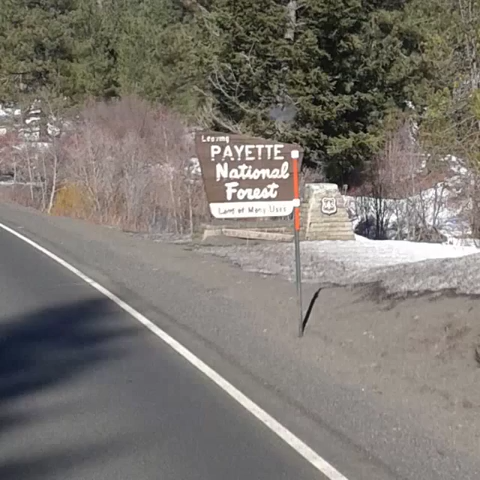 Leaving
PAYETTE
National
Forest
Land of Many Uses